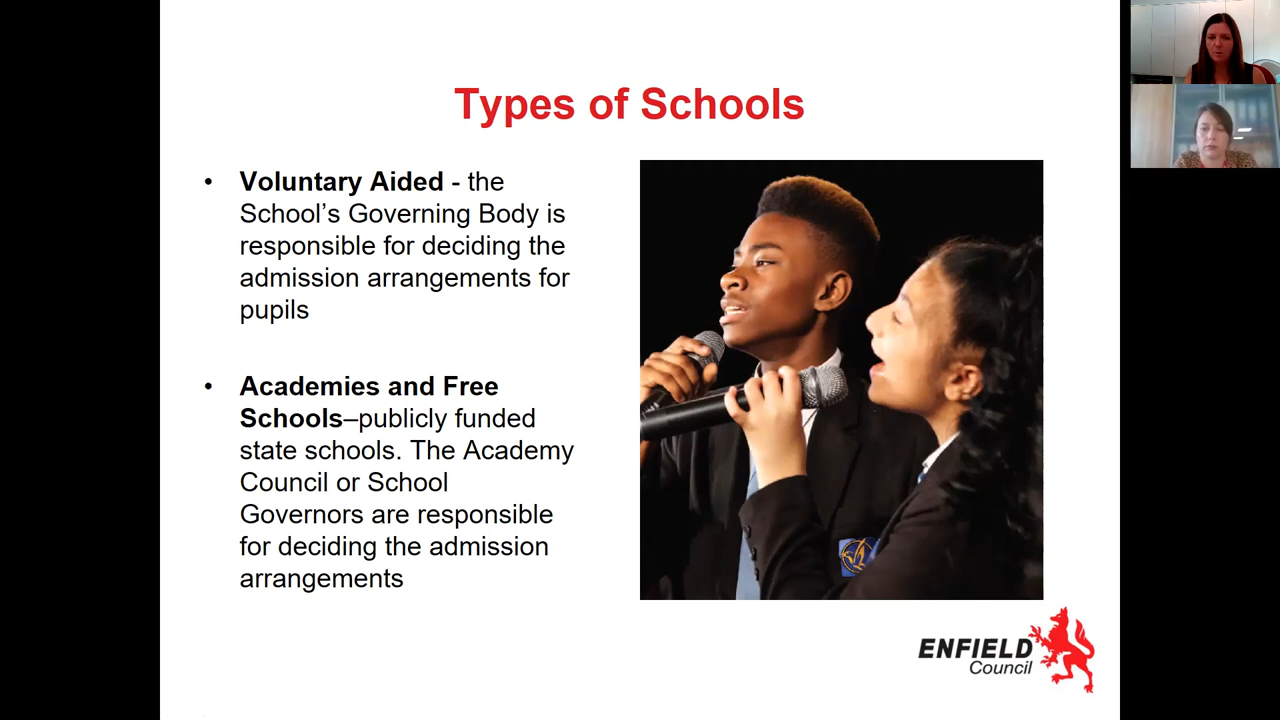 Types of Schools
• Voluntary Aided - the
School’s Governing Body is
responsible for deciding the
admission arrangements for
pupils
• Academies and Free
Schools–publicly funded
state schools. The Academy
Council or School
Governors are responsible
for deciding the admission
arrangements
ENFIELD
Council